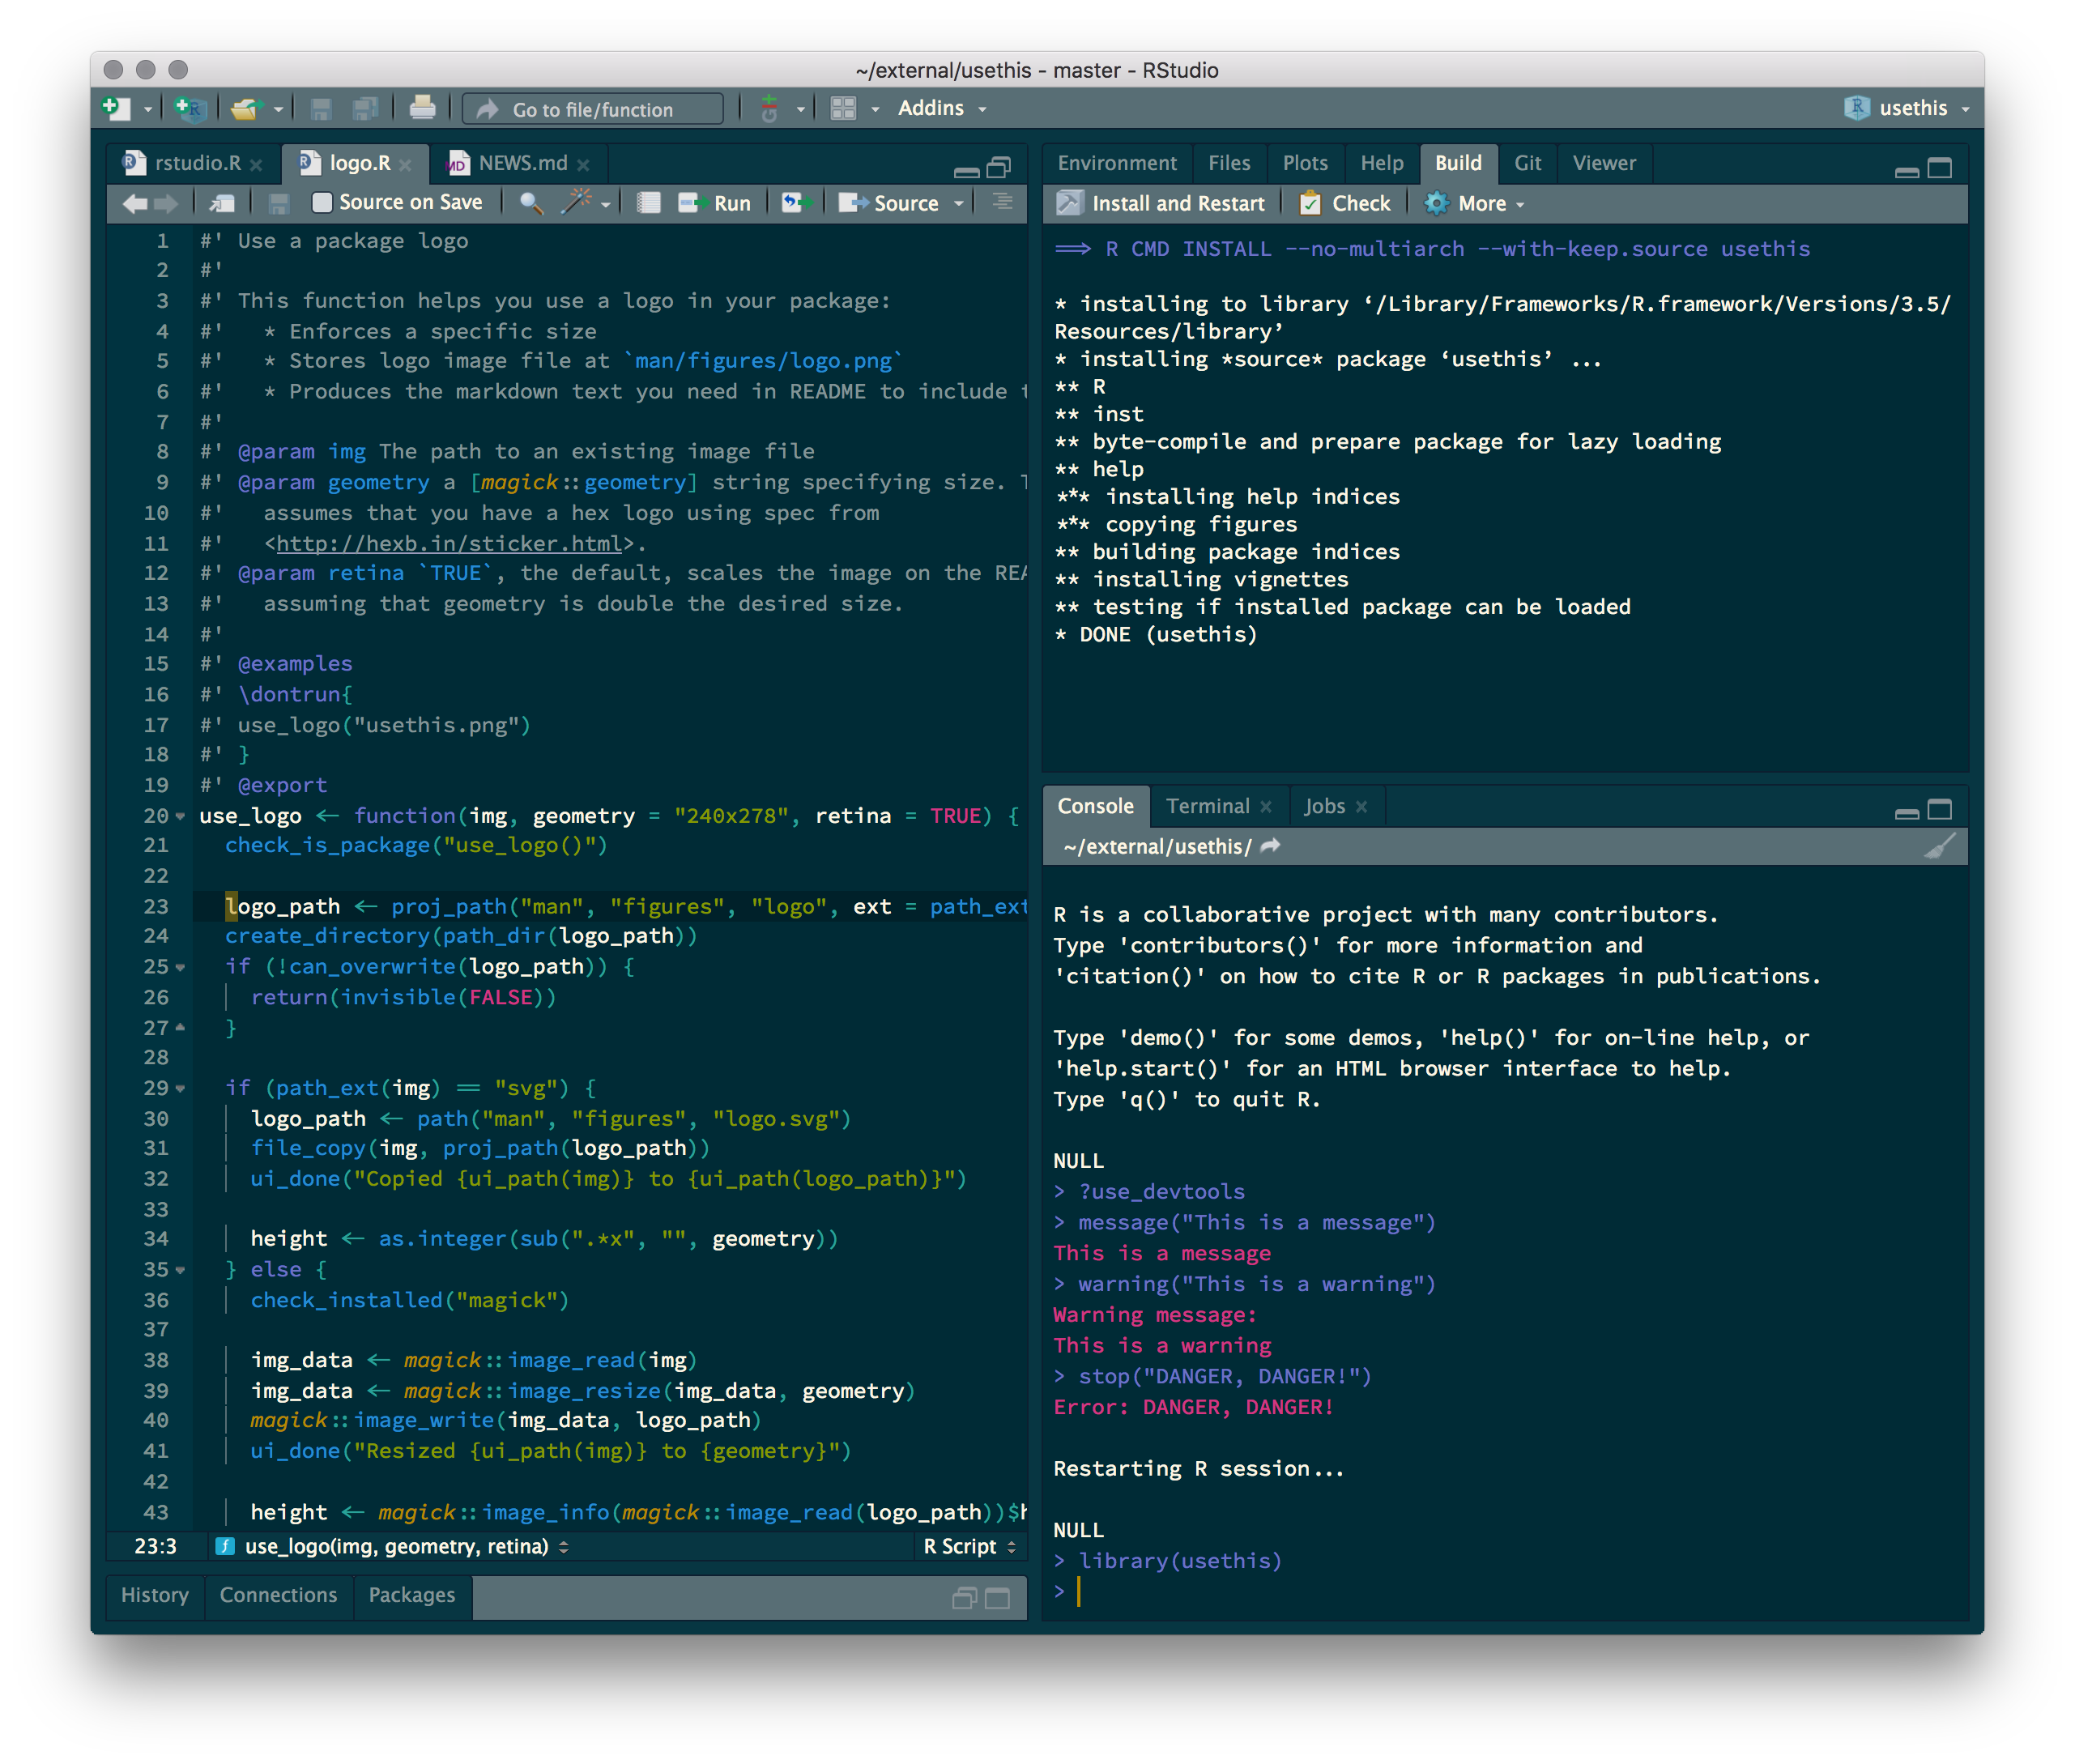 ~/external/usethis - master - RStudio
Go to file/function
Addins
usethis
rstudio.R
logo.R
NEWS.md
Source on Save
Run
Source
1 #' Use a package logo
2 #'
3 #' This function helps you use a logo in your package:
4 #'   * Enforces a specific size
5 #'   * Stores logo image file at `man/figures/logo.png`
6 #'   * Produces the markdown text you need in README to include
7 #'
8 #' @param img The path to an existing image file
9 #' @param geometry a [magick::geometry] string specifying size.
10 #'   assumes that you have a hex logo using spec from
11 #'   <http://hexb.in/sticker.html>.
12 #' @param retina `TRUE`, the default, scales the image on the
13 #'   assuming that geometry is double the desired size.
14 #'
15 #' @examples
16 #' \dontrun{
17 #' use_logo("usethis.png")
18 #' }
19 #' @export
20 use_logo <- function(img, geometry = "240x278", retina = TRUE) {
21   check_is_package("use_logo()")
22
23   logo_path <- proj_path("man", "figures", "logo", ext = path_ext
24   create_directory(path_dir(logo_path))
25   if (!can_overwrite(logo_path)) {
26     return(invisible(FALSE))
27   }
28
29   if (path_ext(img) == "svg") {
30     logo_path <- path("man", "figures", "logo.svg")
31     file_copy(img, proj_path(logo_path))
32     ui_done("Copied {ui_path(img)} to {ui_path(logo_path)}")
33
34     height <- as.integer(sub(".*x", "", geometry))
35   } else {
36     check_installed("magick")
37
38     img_data <- magick::image_read(img)
39     img_data <- magick::image_resize(img_data, geometry)
40     magick::image_write(img_data, logo_path)
41     ui_done("Resized {ui_path(img)} to {geometry}")
42
43     height <- magick::image_info(magick::image_read(logo_path))$h
23:3
use_logo(img, geometry, retina)
R Script
History
Connections
Packages
Environment
Files
Plots
Help
Build
Git
Viewer
Install and Restart
Check
More
==> R CMD INSTALL --no-multiarch --with-keep.source usethis
* installing to library ‘/Library/Frameworks/R.framework/Versions/3.5/
Resources/library’
* installing *source* package ‘usethis’ ...
** R
** inst
** byte-compile and prepare package for lazy loading
** help
*** installing help indices
*** copying figures
** building package indices
** installing vignettes
** testing if installed package can be loaded
* DONE (usethis)
Console
Terminal
Jobs
~/external/usethis/
R is a collaborative project with many contributors.
Type 'contributors()' for more information and
'citation()' on how to cite R or R packages in publications.
Type 'demo()' for some demos, 'help()' for on-line help, or
'help.start()' for an HTML browser interface to help.
Type 'q()' to quit R.
NULL
> ?use_devtools
> message("This is a message")
This is a message
> warning("This is a warning")
Warning message:
This is a warning
> stop("DANGER, DANGER!")
Error: DANGER, DANGER!
Restarting R session...
NULL
> library(usethis)
>